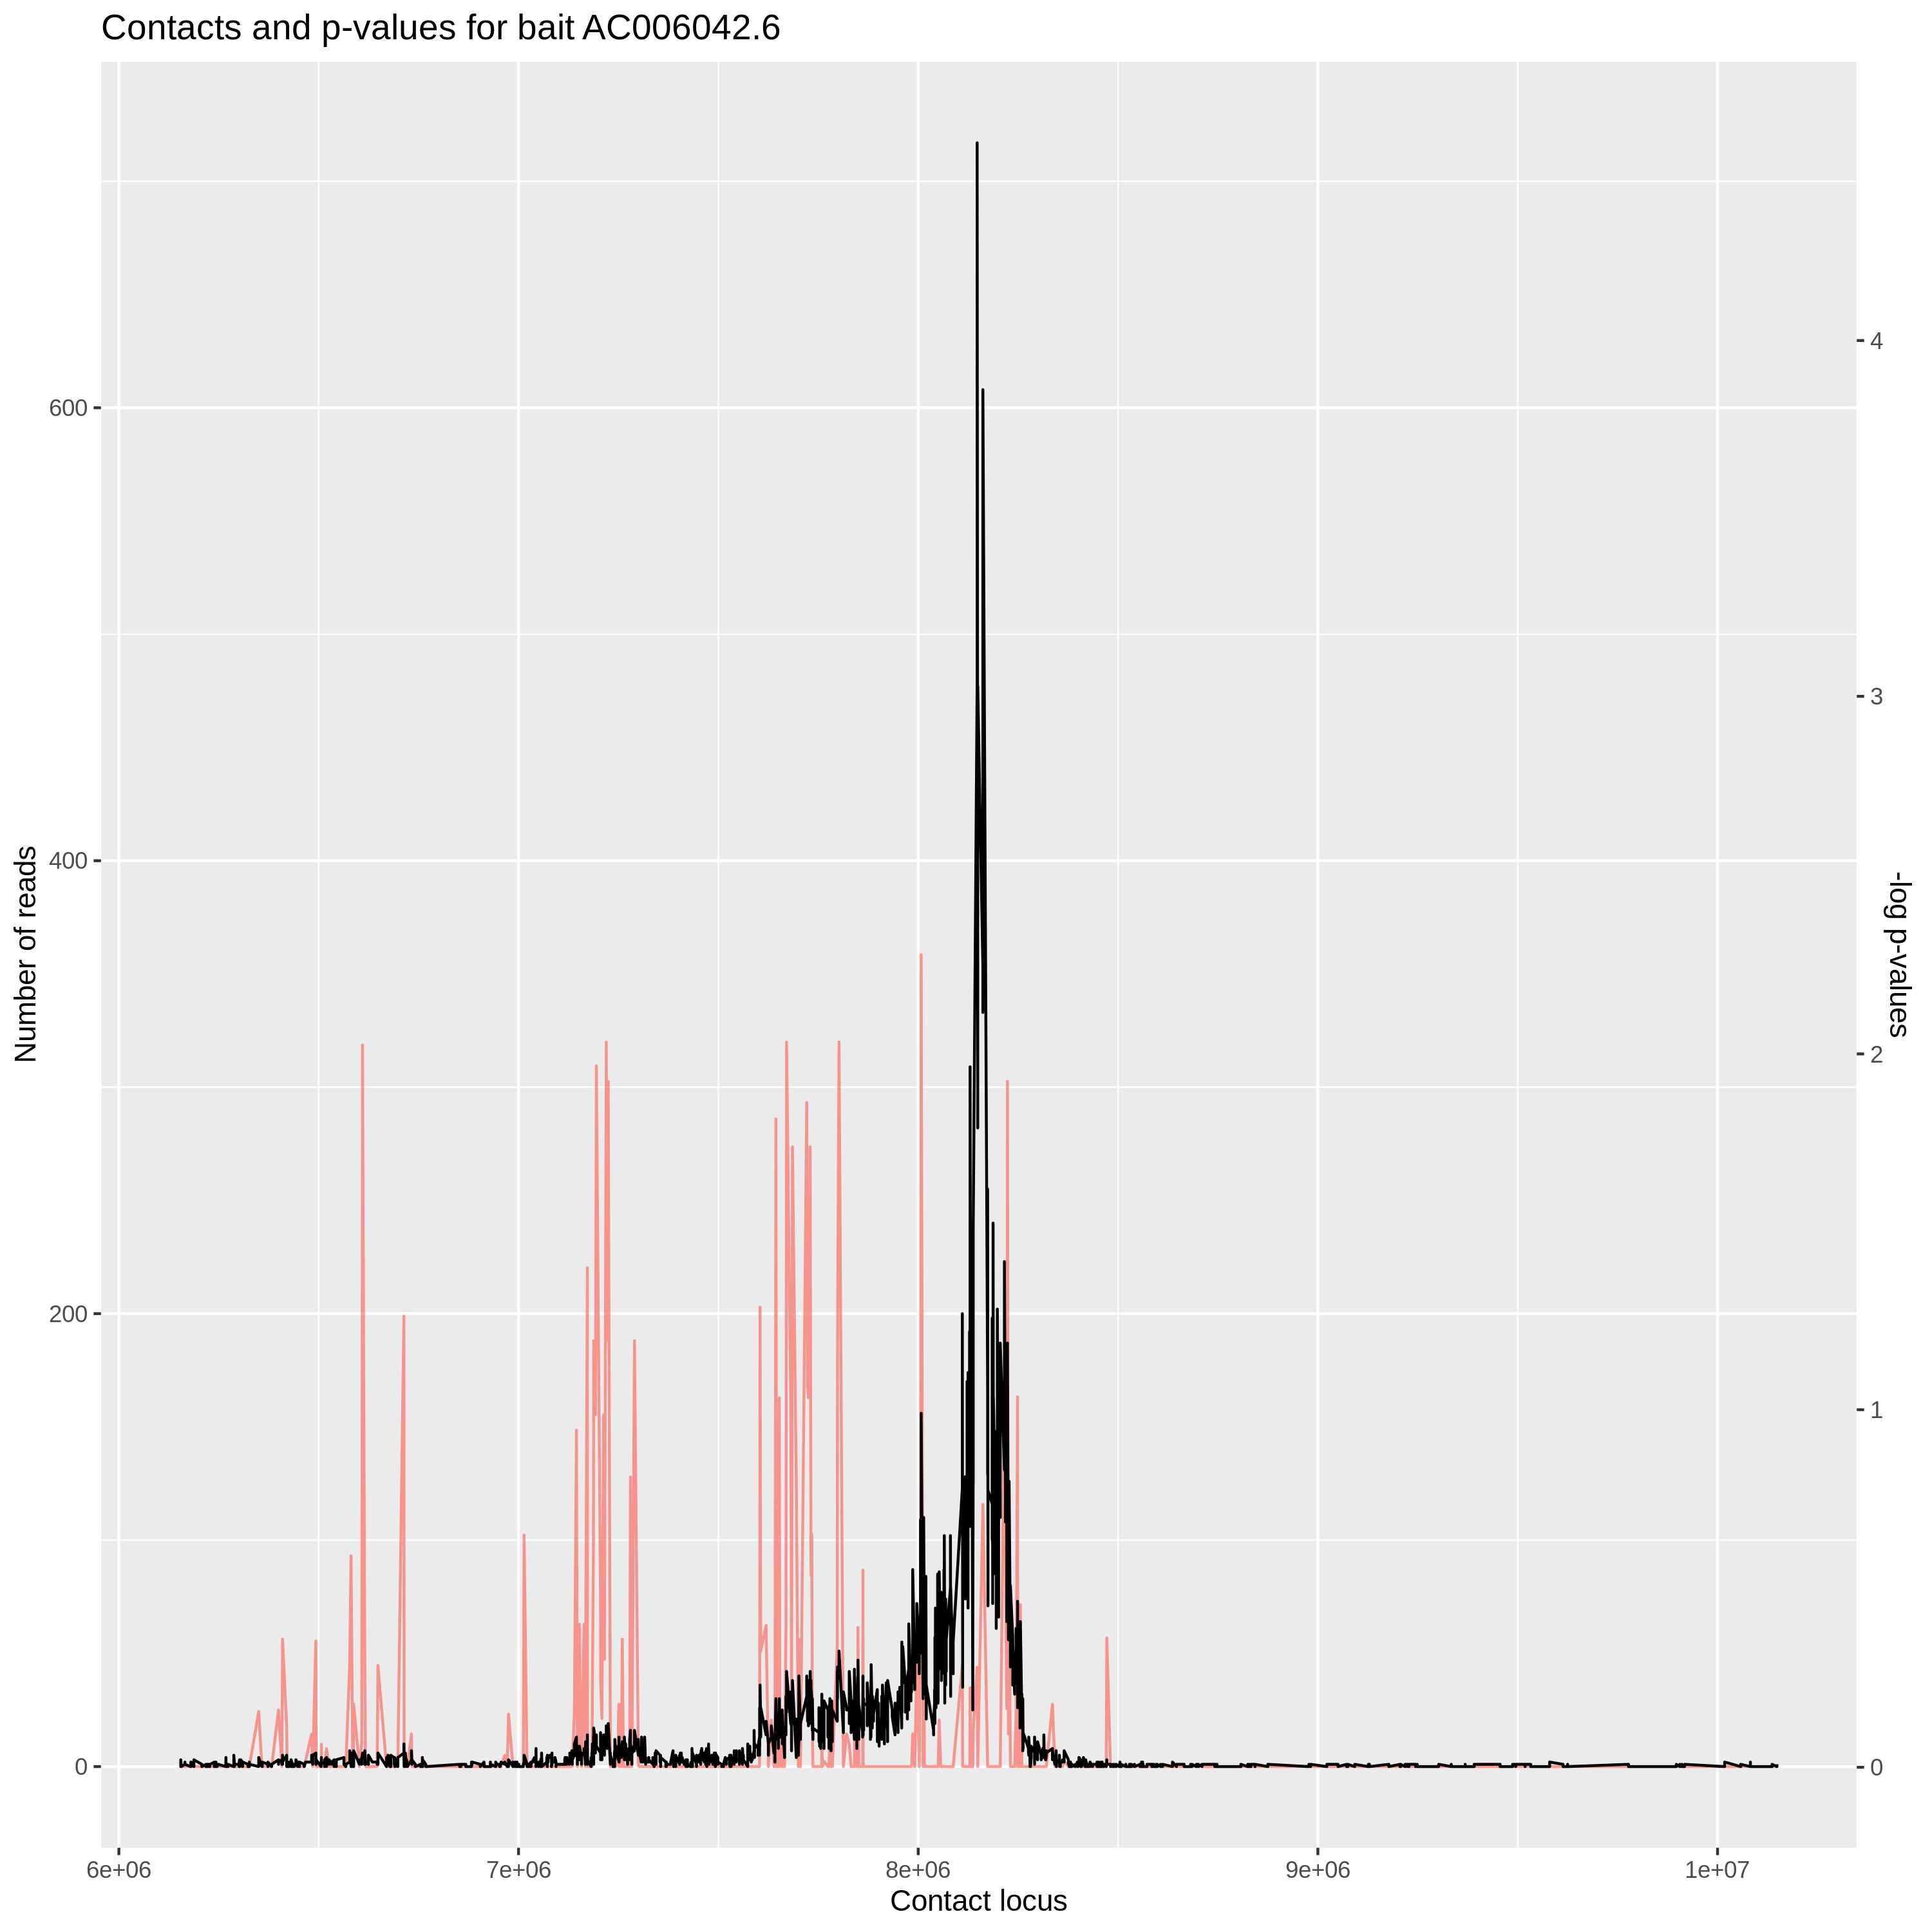 Contacts and p-values for bait AC006042.6
Number of reads
600
400
200
0
4
3
2
1
0
-log p-values
6e+06
7e+06
8e+06
9e+06
1e+07
Contact locus